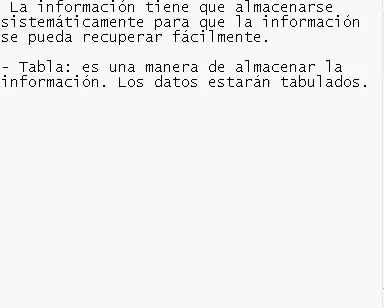 La información tiene que almacenarse
sistemáticamente para que la información
se pueda recuperar fácilmente.
- Tabla: es una manera de almacenar la
información. Los datos estarán tabulados.